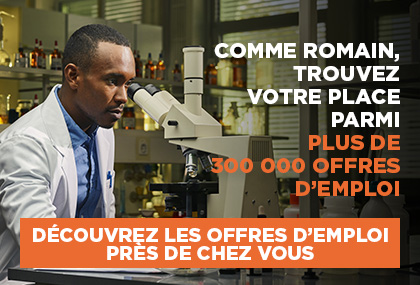 COMME ROMAIN,
TROUVEZ
VOTRE PLACE
PARMI
PLUS DE
300 000 OFFRES
D’EMPLOI
DÉCOUVREZ LES OFFRES D’EMPLOI
PRÈS DE CHEZ VOUS